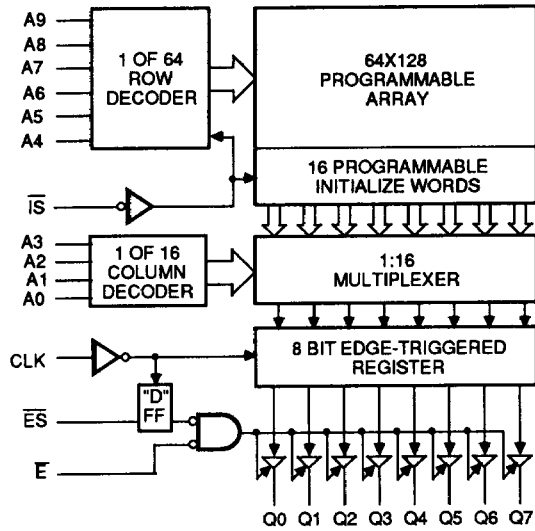 A9
A8
A7
A6
A5
A4
1 OF 64
ROW
DECODER
64X128
PROGRAMMABLE
ARRAY
16 PROGRAMMABLE
INITIALIZE WORDS
IS
A3
A2
A1
A0
1 OF 16
COLUMN
DECODER
1:16
MULTIPLEXER
CLK
8 BIT EDGE-TRIGGERED
REGISTER
"D"
FF
ES
E
Q0 Q1 Q2 Q3 Q4 Q5 Q6 Q7